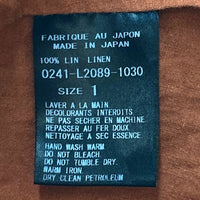 FABRIQUE AU JAPON
MADE IN JAPAN
100% LIN LINEN
0241-L2089-1030
SIZE 1
LAVER A LA MAIN
DECOLORANTS INTERDITS
NE PAS SECHER EN MACHINE
REPASSER AU FER DOUX
NETTOYAGE A SEC ESSENCE
HAND WASH WARM
DO NOT BLEACH.
DO NOT TUMBLE DRY.
WARM IRON
DRY CLEAN PETROLEUM